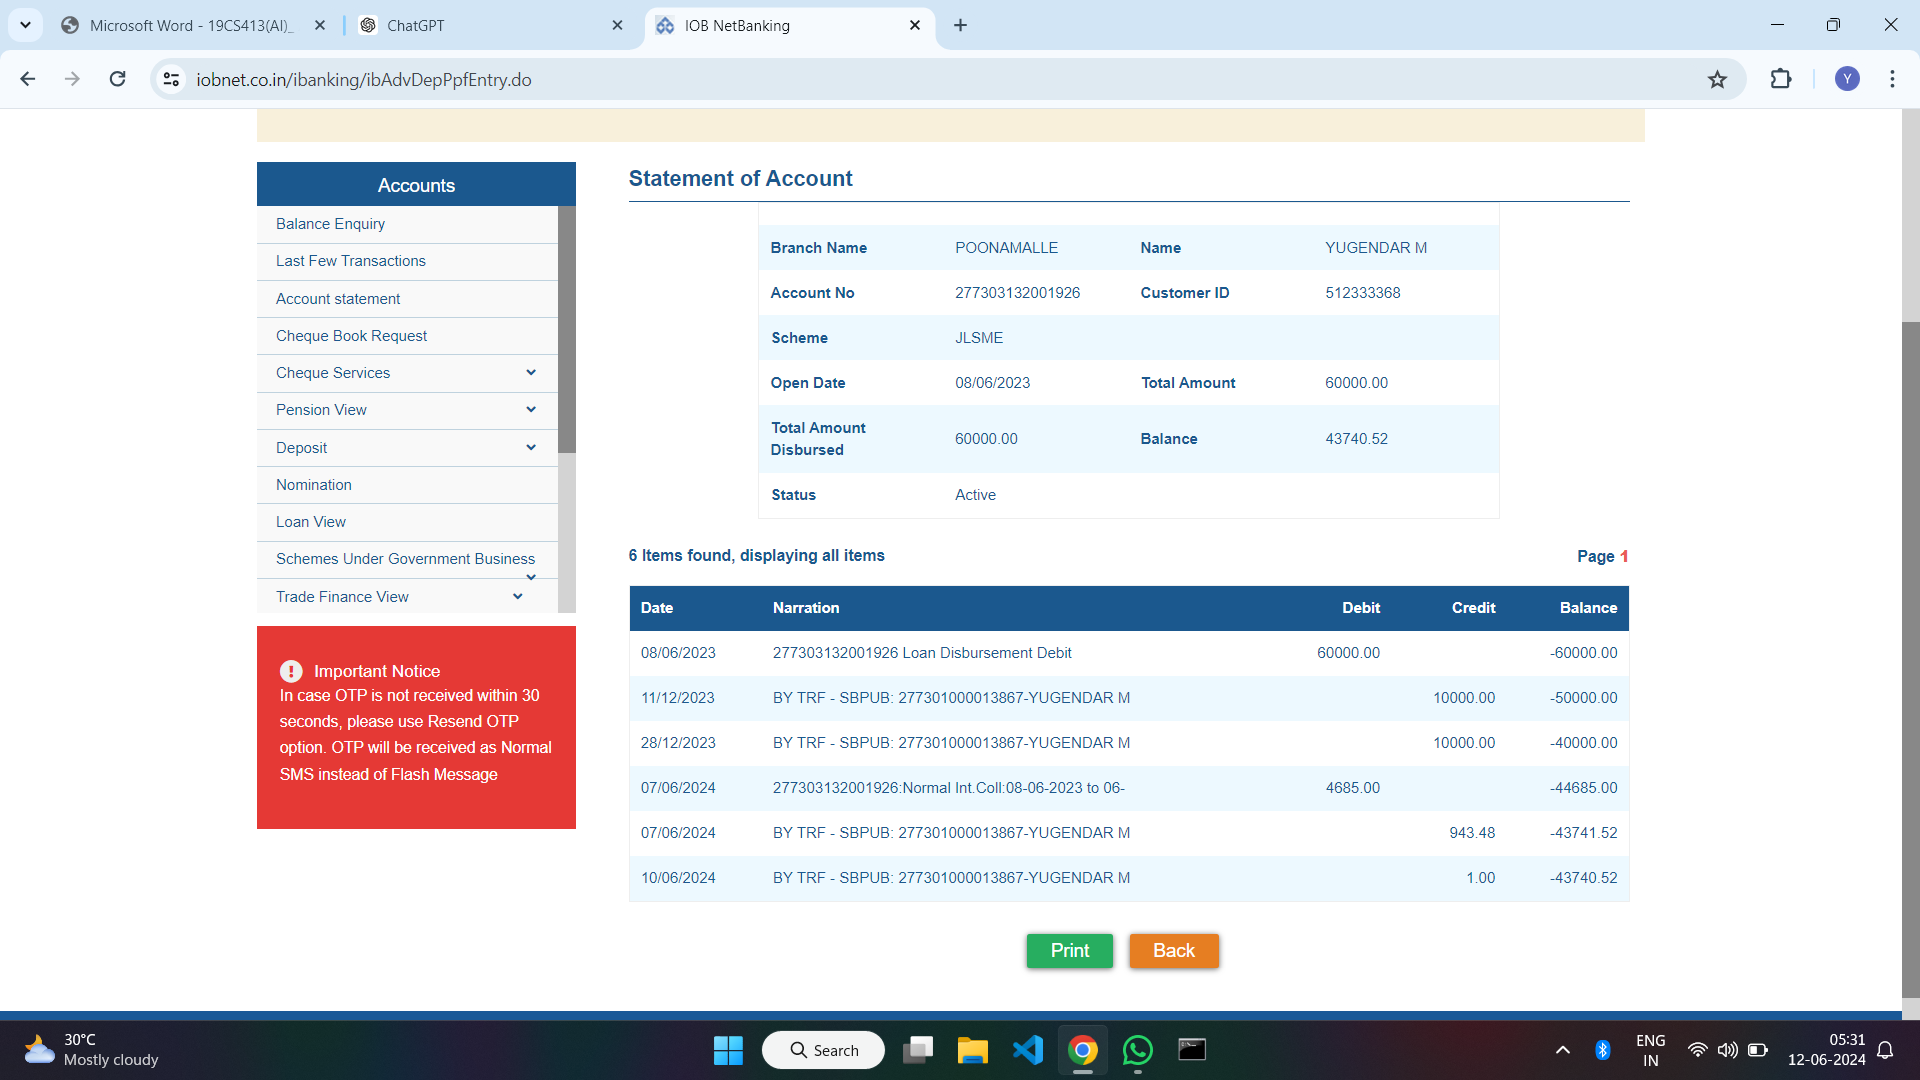 Microsoft Word - 19CS413(AI)_
ChatGPT
IOB NetBanking
iobnet.co.in/ibanking/ibAdvDepPpfEntry.do
Y
Accounts
Balance Enquiry
Last Few Transactions
Account statement
Cheque Book Request
Cheque Services
Pension View
Deposit
Nomination
Loan View
Schemes Under Government Business
Trade Finance View
Important Notice
In case OTP is not received within 30
seconds, please use Resend OTP
option. OTP will be received as Normal
SMS instead of Flash Message
Statement of Account
Branch Name POONAMALLE Name YUGENDAR M
Account No 277303132001926 Customer ID 512333368
Scheme JLSME
Open Date 08/06/2023 Total Amount 60000.00
Total Amount
Disbursed 60000.00 Balance 43740.52
Status Active
6 Items found, displaying all items Page 1
Date Narration Debit Credit Balance
08/06/2023 277303132001926 Loan Disbursement Debit 60000.00 -60000.00
11/12/2023 BY TRF - SBPUB: 277301000013867-YUGENDAR M 10000.00 -50000.00
28/12/2023 BY TRF - SBPUB: 277301000013867-YUGENDAR M 10000.00 -40000.00
07/06/2024 277303132001926:Normal Int.Coll:08-06-2023 to 06- 4685.00 -44685.00
07/06/2024 BY TRF - SBPUB: 277301000013867-YUGENDAR M 943.48 -43741.52
10/06/2024 BY TRF - SBPUB: 277301000013867-YUGENDAR M 1.00 -43740.52
Print Back
30°C
Mostly cloudy
Search
ENG
IN
05:31
12-06-2024